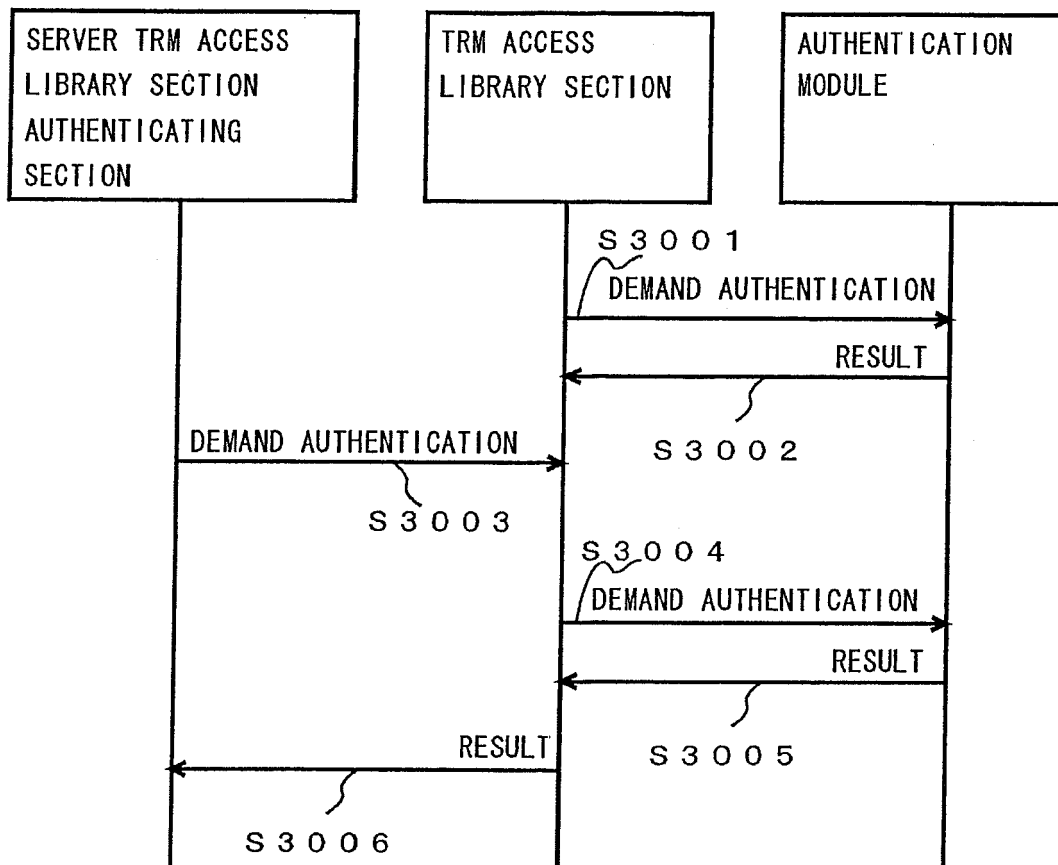 SERVER TRM ACCESS
LIBRARY SECTION
AUTHENTICATING
SECTION
TRM ACCESS
LIBRARY SECTION
AUTHENTICATION
MODULE
S3001
DEMAND AUTHENTICATION
RESULT
S3002
DEMAND AUTHENTICATION
S3003
S3004
DEMAND AUTHENTICATION
RESULT
S3005
RESULT
S3006